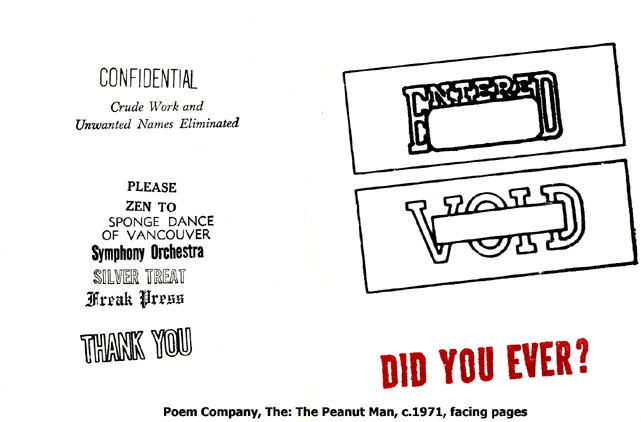 CONFIDENTIAL
Crude Work and
Unwanted Names Eliminated
PLEASE
ZEN TO
SPONGE DANCE
OF VANCOUVER
Symphony Orchestra
SILVER TREAT
Freak Press
THANK YOU
ENTERED
VOID
DID YOU EVER?
Poem Company, The: The Peanut Man, c.1971, facing pages